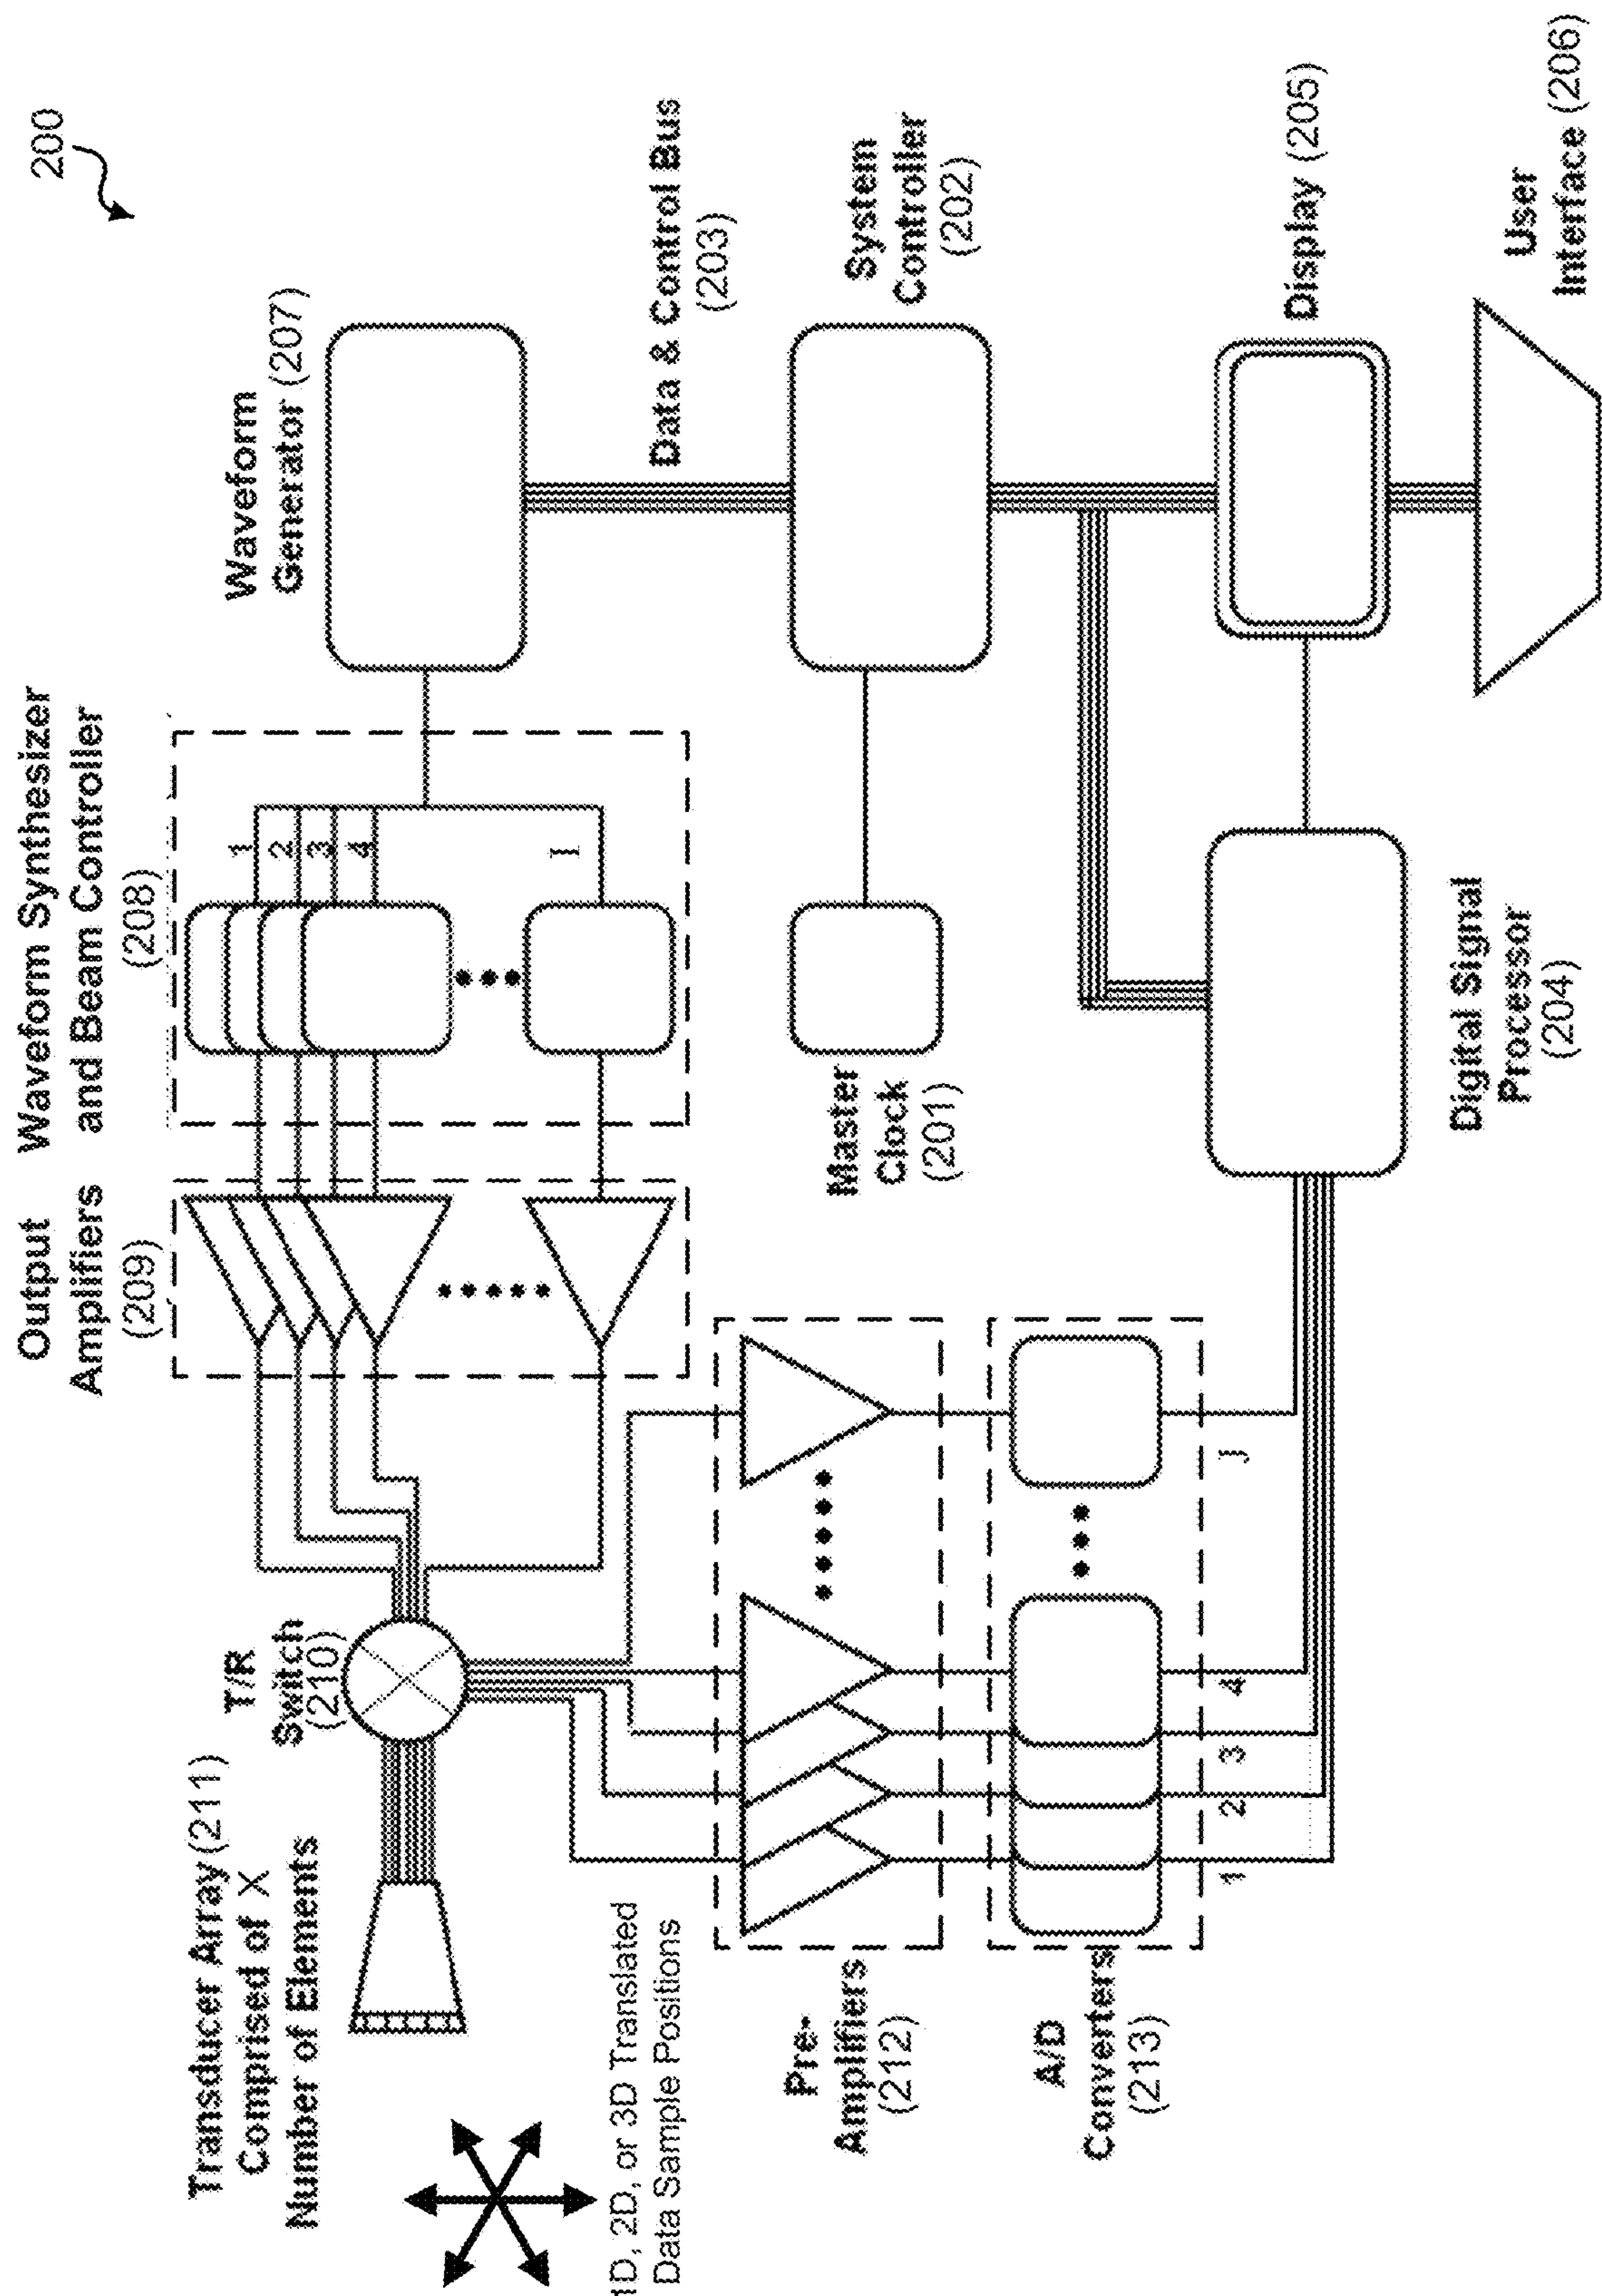 200
Waveform Synthesizer
and Beam Controller
(208)
Output
Amplifiers
(209)
Waveform
Generator (207)
1
2
3
4
I
T/R
Switch
(210)
Transducer Array (211)
Comprised of X
Number of Elements
1D, 2D, or 3D Translated
Data Sample Positions
Data & Control Bus
(203)
System
Controller
(202)
Master
Clock
(201)
Pre-
Amplifiers
(212)
A/D
Converters
(213)
1
2
3
4
J
Digital Signal
Processor
(204)
Display (205)
User
Interface (206)